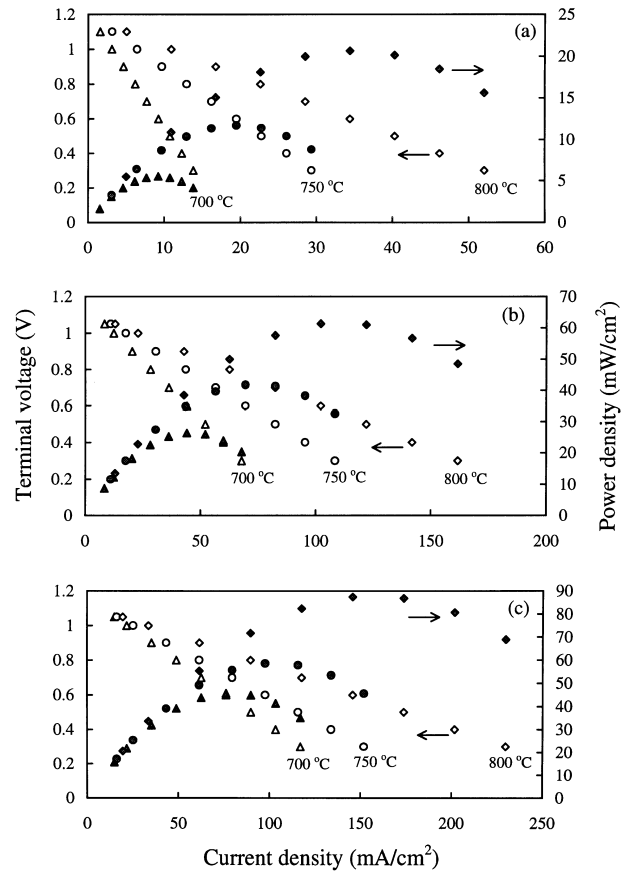 1.2
1
0.8
0.6
0.4
0.2
0
25
20
15
10
5
0
(a)
700 °C
750 °C
800 °C
0 10 20 30 40 50 60
Terminal voltage (V)
Power density (mW/cm²)
1.2
1
0.8
0.6
0.4
0.2
0
70
60
50
40
30
20
10
0
(b)
700 °C
750 °C
800 °C
0 50 100 150 200
1.2
1
0.8
0.6
0.4
0.2
0
90
80
70
60
50
40
30
20
10
0
(c)
700 °C
750 °C
800 °C
0 50 100 150 200 250
Current density (mA/cm²)